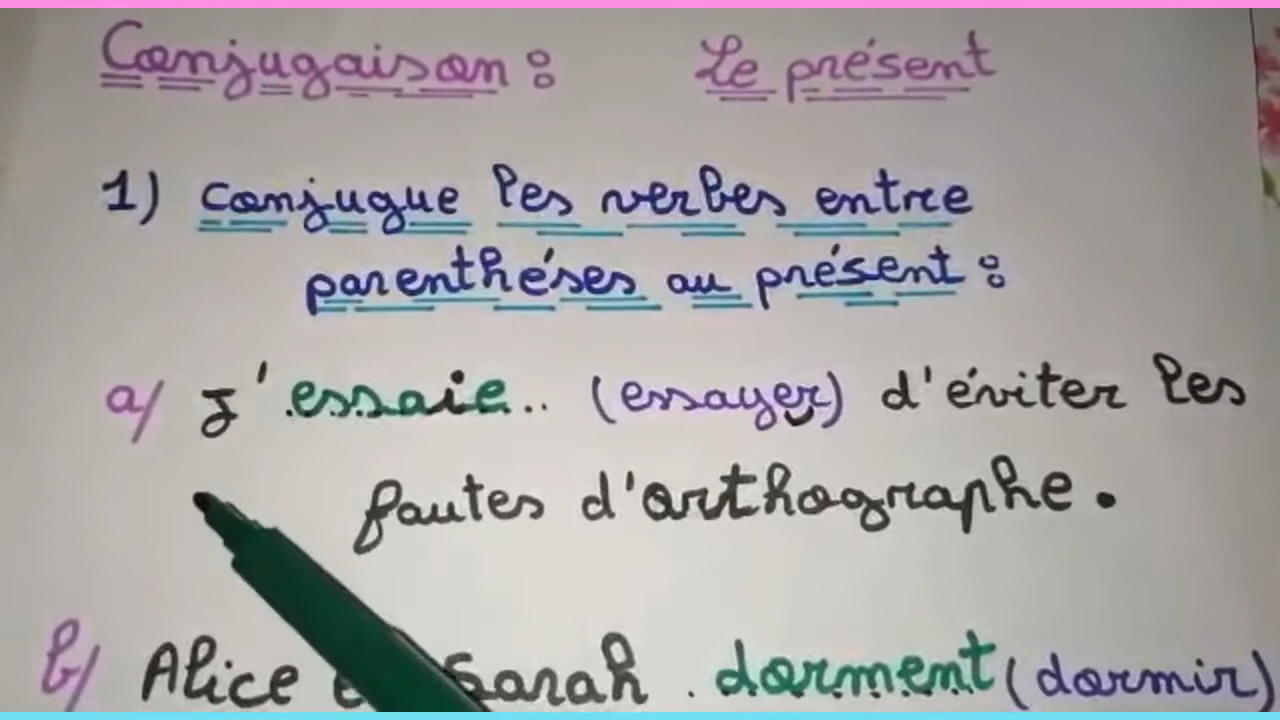 Conjugaison : Le présent
1) conjugue les verbes entre
parenthéses au présent :
a/ J'essaie.. (essayer) d'éviter les
fautes d'orthographe.
b/ Alice Sarah . dorment (dormir)